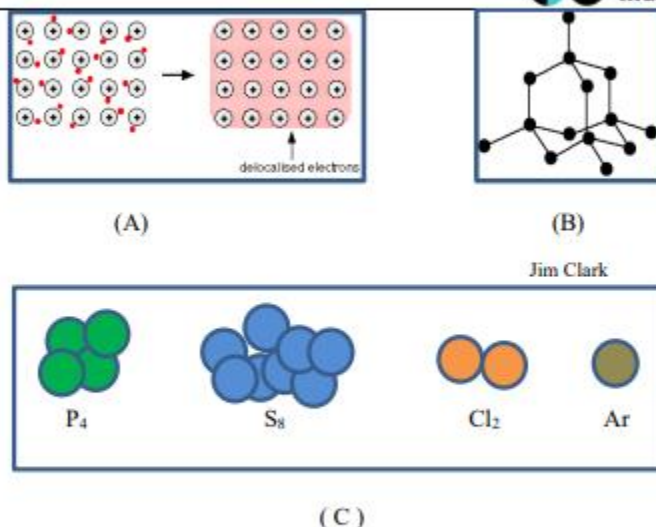 delocalised electrons
(A)
(B)
Jim Clark
P₄
S₈
Cl₂
Ar
( C )